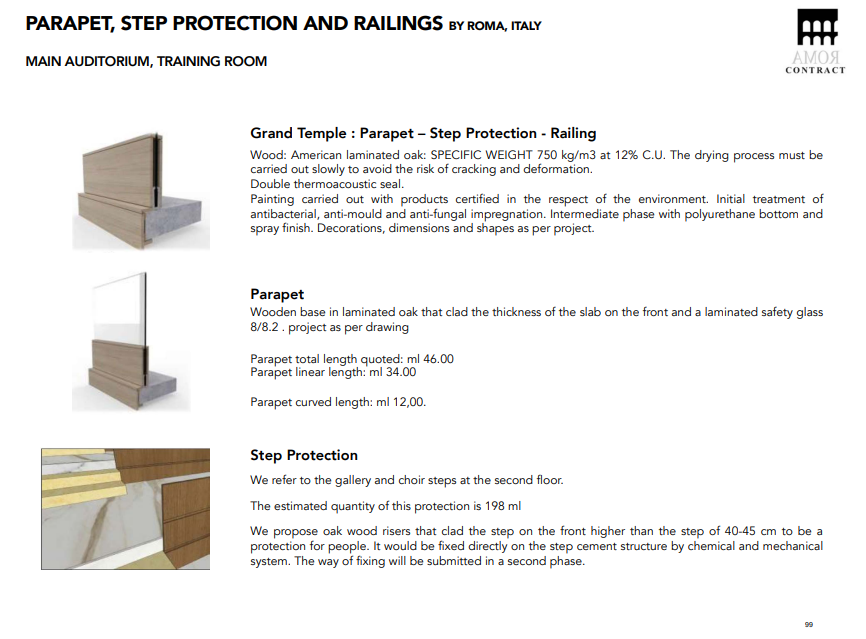 PARAPET, STEP PROTECTION AND RAILINGS BY ROMA, ITALY
MAIN AUDITORIUM, TRAINING ROOM
AMOЯ
CONTRACT
Grand Temple : Parapet – Step Protection - Railing
Wood: American laminated oak: SPECIFIC WEIGHT 750 kg/m3 at 12% C.U. The drying process must be
carried out slowly to avoid the risk of cracking and deformation.
Double thermoacoustic seal.
Painting carried out with products certified in the respect of the environment. Initial treatment of
antibacterial, anti-mould and anti-fungal impregnation. Intermediate phase with polyurethane bottom and
spray finish. Decorations, dimensions and shapes as per project.
Parapet
Wooden base in laminated oak that clad the thickness of the slab on the front and a laminated safety glass
8/8.2 . project as per drawing
Parapet total length quoted: ml 46.00
Parapet linear length: ml 34.00
Parapet curved length: ml 12,00.
Step Protection
We refer to the gallery and choir steps at the second floor.
The estimated quantity of this protection is 198 ml
We propose oak wood risers that clad the step on the front higher than the step of 40-45 cm to be a
protection for people. It would be fixed directly on the step cement structure by chemical and mechanical
system. The way of fixing will be submitted in a second phase.
99